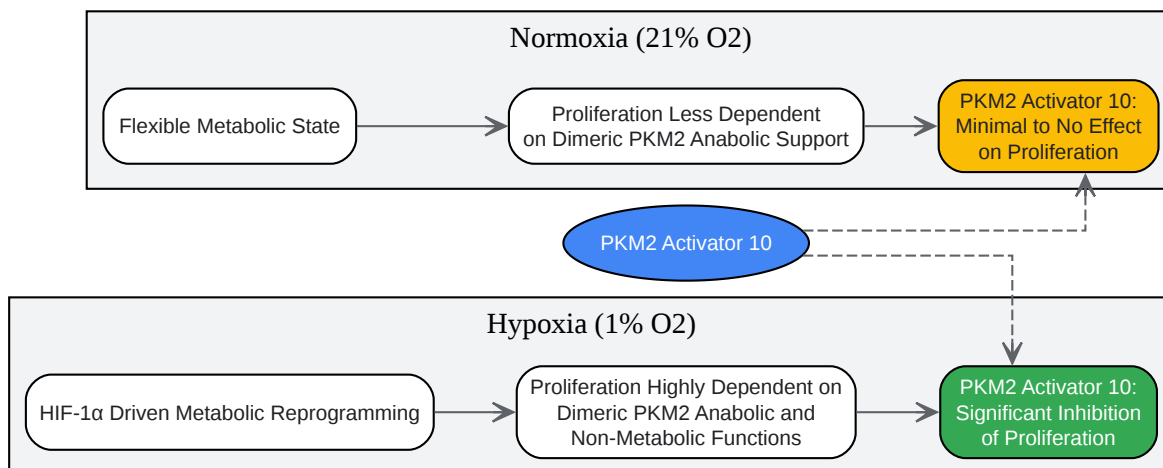 Normoxia (21% O2)
Flexible Metabolic State
Proliferation Less Dependent
on Dimeric PKM2 Anabolic Support
PKM2 Activator 10:
Minimal to No Effect
on Proliferation
PKM2 Activator 10
Hypoxia (1% O2)
HIF-1α Driven Metabolic Reprogramming
Proliferation Highly Dependent on
Dimeric PKM2 Anabolic and
Non-Metabolic Functions
PKM2 Activator 10:
Significant Inhibition
of Proliferation